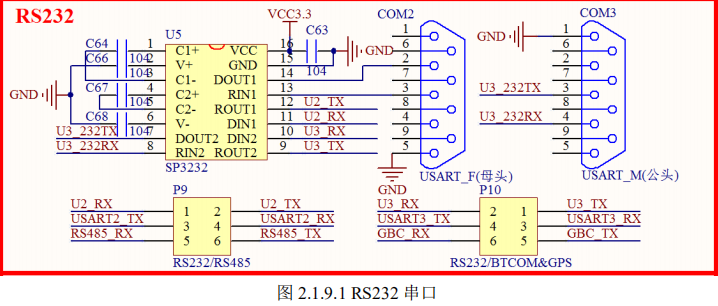 RS232
U5
VCC3.3
C63
104
GND
COM2
COM3
C64
C66
104
104
C67
104
C68
104
GND
1 C1+ VCC 16
2 V+ GND 15
3 C1- DOUT1 14
4 C2+ RIN1 13
5 C2- ROUT1 12 U2_TX
6 V- DIN1 11 U2_RX
U3_232TX 7 DOUT2 DIN2 10 U3_RX
U3_232RX 8 RIN2 ROUT2 9 U3_TX
SP3232
1
6
2
7
3
8
4
9
5
GND
USART_F(母头)
GND
U3_232TX
U3_232RX
1
6
2
7
3
8
4
9
5
USART_M(公头)
P9
U2_RX 1 2 U2_TX
USART2_TX 3 4 USART2_RX
RS485_RX 5 6 RS485_TX
RS232/RS485
P10
U3_RX 2 1 U3_TX
USART3_TX 4 3 USART3_RX
GBC_RX 6 5 GBC_TX
RS232/BTCOM&GPS
图 2.1.9.1 RS232 串口